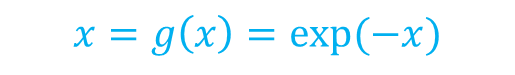 x = g(x) = exp(−x)